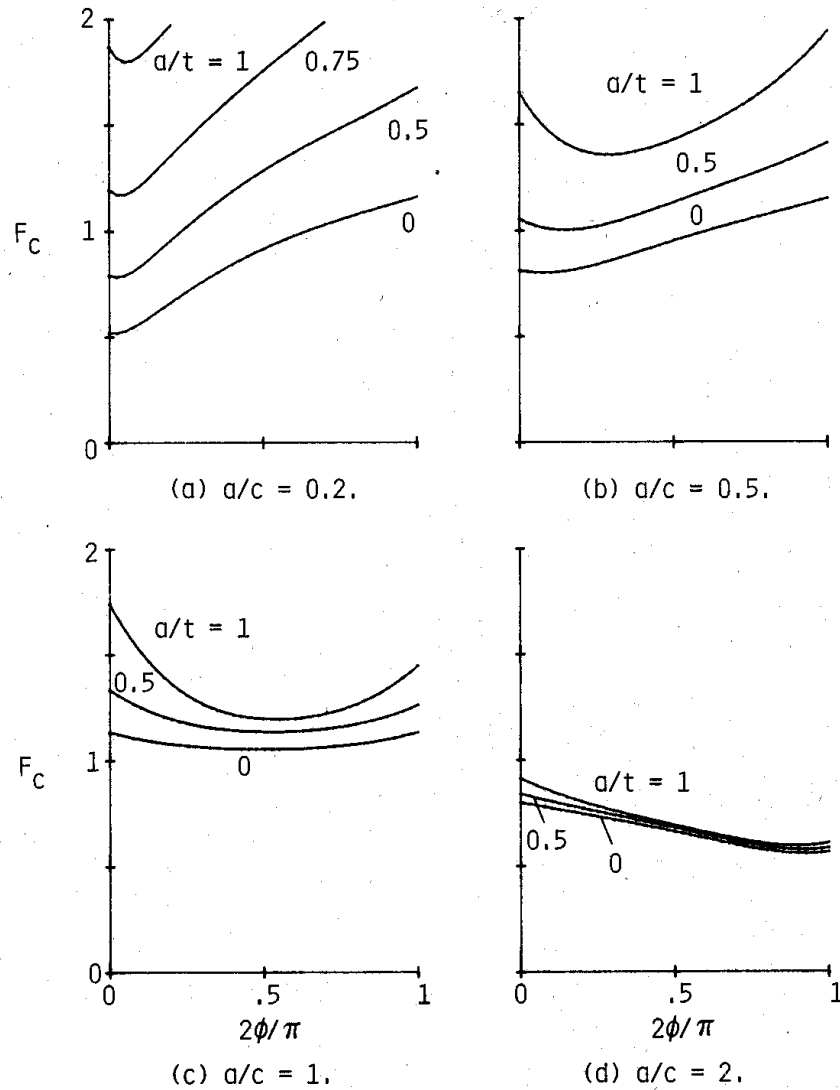 2
a/t = 1
0.75
0.5
0
F_c
1
0
(a) a/c = 0.2.
a/t = 1
0.5
0
(b) a/c = 0.5.
2
a/t = 1
0.5
0
F_c
1
0
0
.5
1
2ϕ/π
(c) a/c = 1.
a/t = 1
0.5
0
0
.5
1
2ϕ/π
(d) a/c = 2.